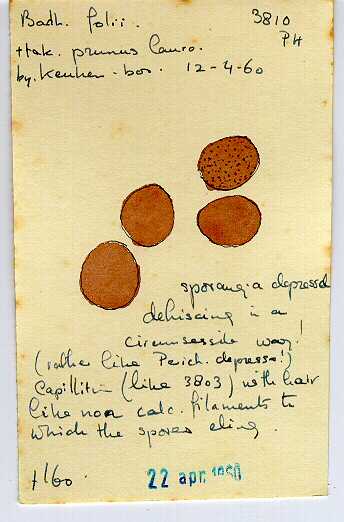 Badh. folii.
3810
PH
+tak. prunus lauro.
by. Keuken-bos. 12-4-60
sporangia depressed
dehiscing in a
circumscissile way!
(rather like Perich. depressa!)
Capillitium (like 3803) with hair
like non calc. filaments to
which the spores cling.
±160.
22 apr. 1960